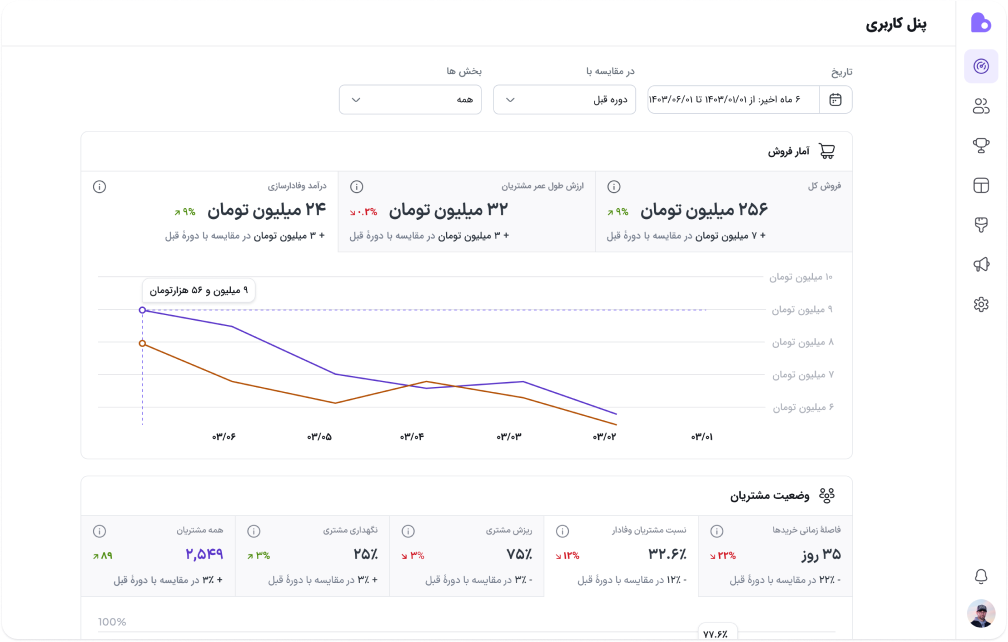 پنل کاربری
تاریخ
در مقایسه با
بخش ها
۶ ماه اخیر: از ۱۴۰۳/۰۱/۰۱ تا ۱۴۰۳/۰۶/۰۱
دوره قبل
همه
آمار فروش
فروش کل
۲۵۶ میلیون تومان
۹%
+ ۷ میلیون تومان در مقایسه با دورهٔ قبل
ارزش طول عمر مشتریان
۳۲ میلیون تومان
۰.۲%
+ ۳ میلیون تومان در مقایسه با دورهٔ قبل
درآمد وفادارسازی
۲۴ میلیون تومان
۹%
+ ۳ میلیون تومان در مقایسه با دورهٔ قبل
۱۰ میلیون تومان
۹ میلیون تومان
۸ میلیون تومان
۷ میلیون تومان
۶ میلیون تومان
۹ میلیون و ۵۶ هزارتومان
۰۳/۰۱
۰۳/۰۲
۰۳/۰۳
۰۳/۰۴
۰۳/۰۵
۰۳/۰۶
وضعیت مشتریان
فاصلهٔ زمانی خریدها
۳۵ روز
22%
- ۲۲٪ در مقایسه با دورهٔ قبل
نسبت مشتریان وفادار
۳۲.۶٪
12%
- ۱۲٪ در مقایسه با دورهٔ قبل
ریزش مشتری
۷۵٪
۳%
- ۳٪ در مقایسه با دورهٔ قبل
نگهداری مشتری
۲۵٪
۳%
+ ۳٪ در مقایسه با دورهٔ قبل
همه مشتریان
۲,۵۴۹
۸۹
+ ۳٪ در مقایسه با دورهٔ قبل
100%
۷۷.۶٪